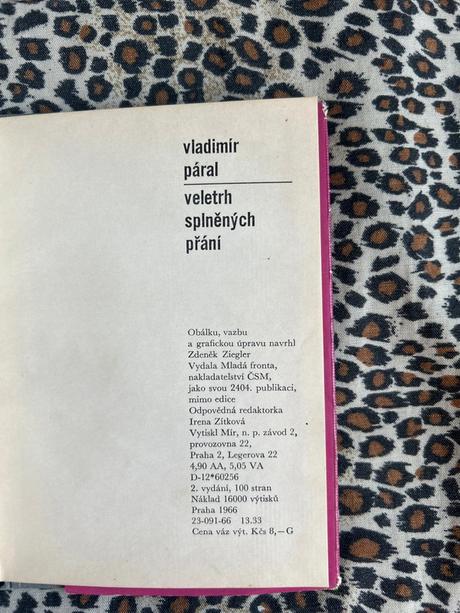 vladimír
páral
veletrh
splněných
přání
Obálku, vazbu
a grafickou úpravu navrhl
Zdeněk Ziegler
Vydala Mladá fronta,
nakladatelství ČSM,
jako svou 2404. publikaci,
mimo edice
Odpovědná redaktorka
Irena Zítková
Vytiskl Mír, n. p. závod 2,
provozovna 22,
Praha 2, Legerova 22
4,90 AA, 5,05 VA
D-12*60256
2. vydání, 100 stran
Náklad 16000 výtisků
Praha 1966
23-091-66 13.33
Cena váz výt. Kčs 8,—G